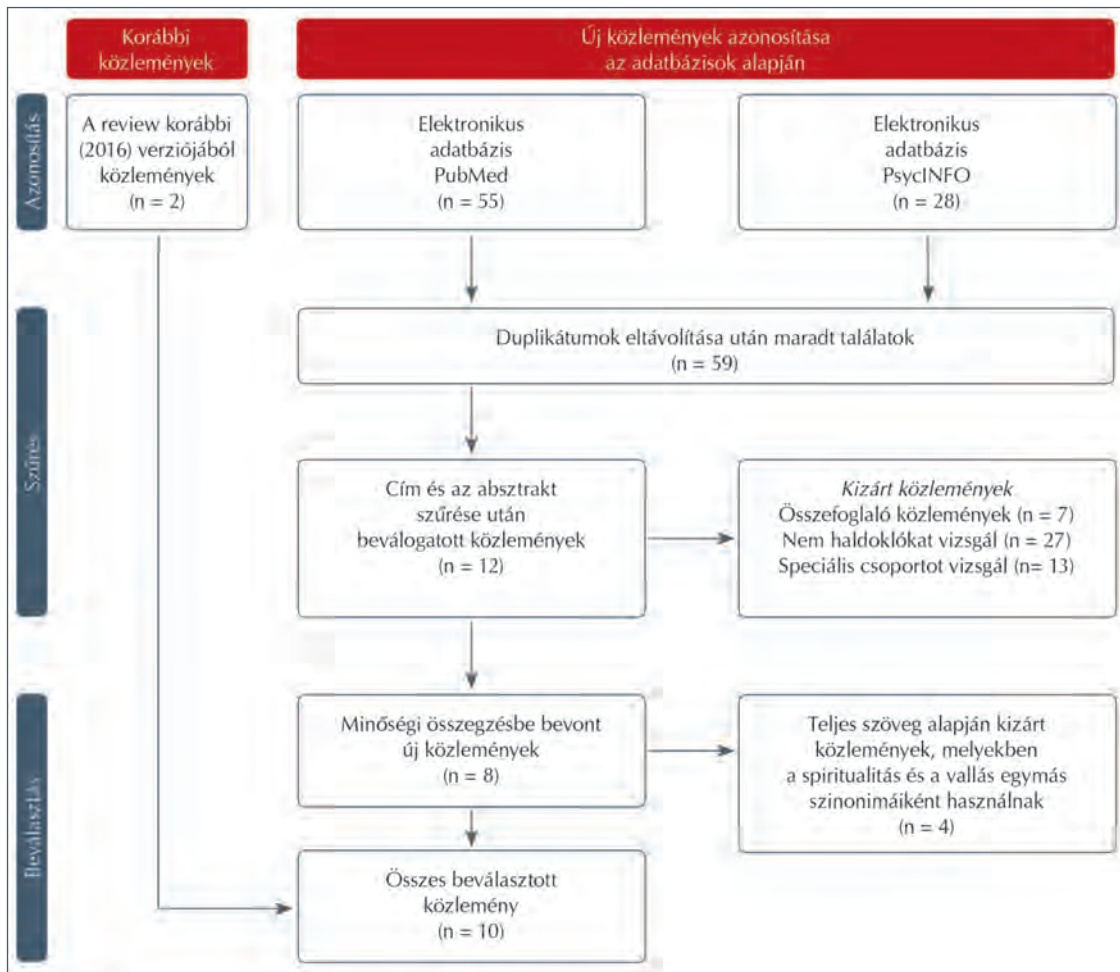 Korábbi
közlemények
Új közlemények azonosítása
az adatbázisok alapján
Azonosítás
A review korábbi
(2016) verziójából
közlemények
(n = 2)
Elektronikus
adatbázis
PubMed
(n = 55)
Elektronikus
adatbázis
PsycINFO
(n = 28)
Szűrés
Duplikátumok eltávolítása után maradt találatok
(n = 59)
Cím és az absztrakt
szűrése után
beválogatott közlemények
(n = 12)
Kizárt közlemények
Összefoglaló közlemények (n = 7)
Nem haldoklókat vizsgál (n = 27)
Speciális csoportot vizsgál (n= 13)
Beválasztás
Minőségi összegzésbe bevont
új közlemények
(n = 8)
Teljes szöveg alapján kizárt
közlemények, melyekben
a spiritualitás és a vallás egymás
szinonimáiként használnak
(n = 4)
Összes beválasztott
közlemény
(n = 10)